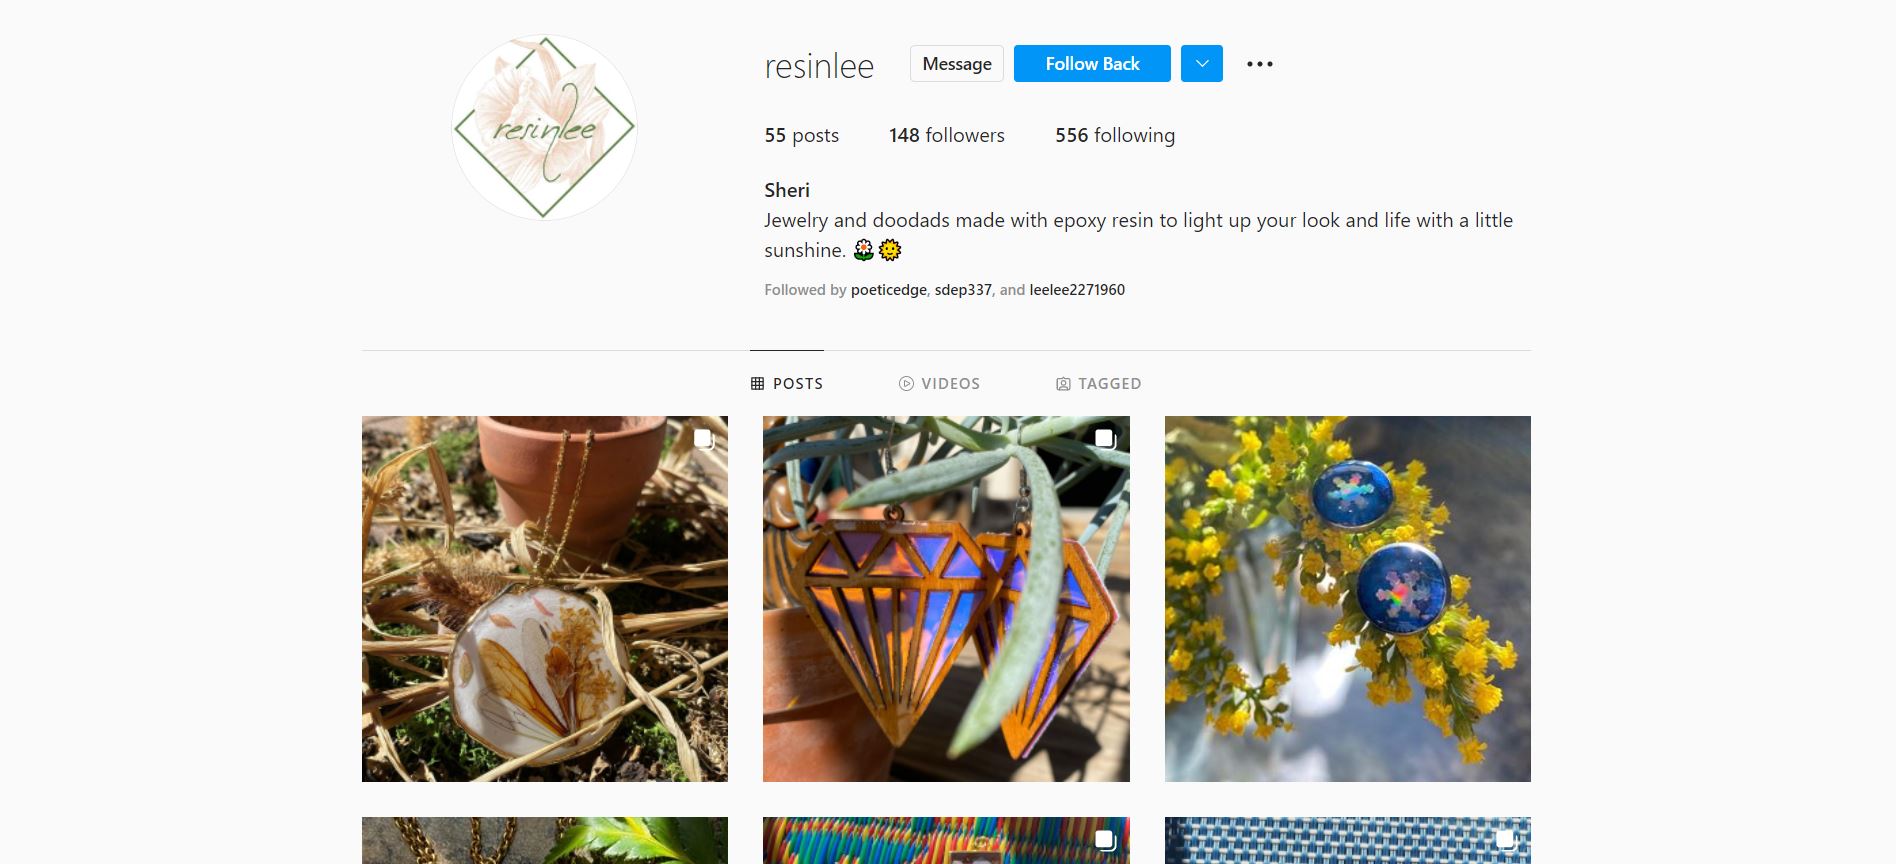 resinlee
resinlee Message Follow Back
55 posts 148 followers 556 following
Sheri
Jewelry and doodads made with epoxy resin to light up your look and life with a little
sunshine. 🌼🌞
Followed by poeticedge, sdep337, and leelee2271960
POSTS VIDEOS TAGGED